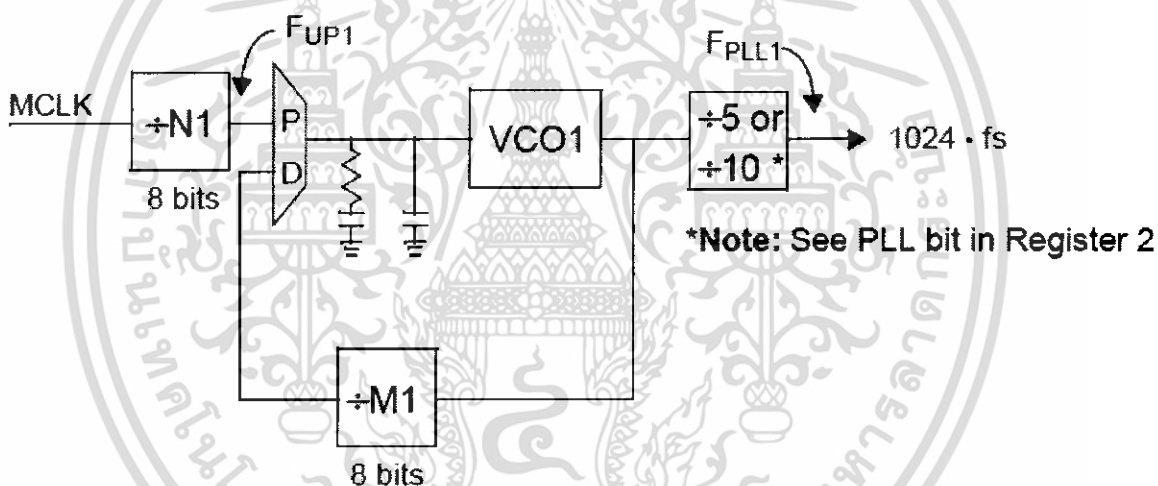 F_UP1
F_PLL1
MCLK
÷N1
8 bits
P
D
VCO1
÷5 or
÷10 *
1024 · fs
*Note: See PLL bit in Register 2
÷M1
8 bits